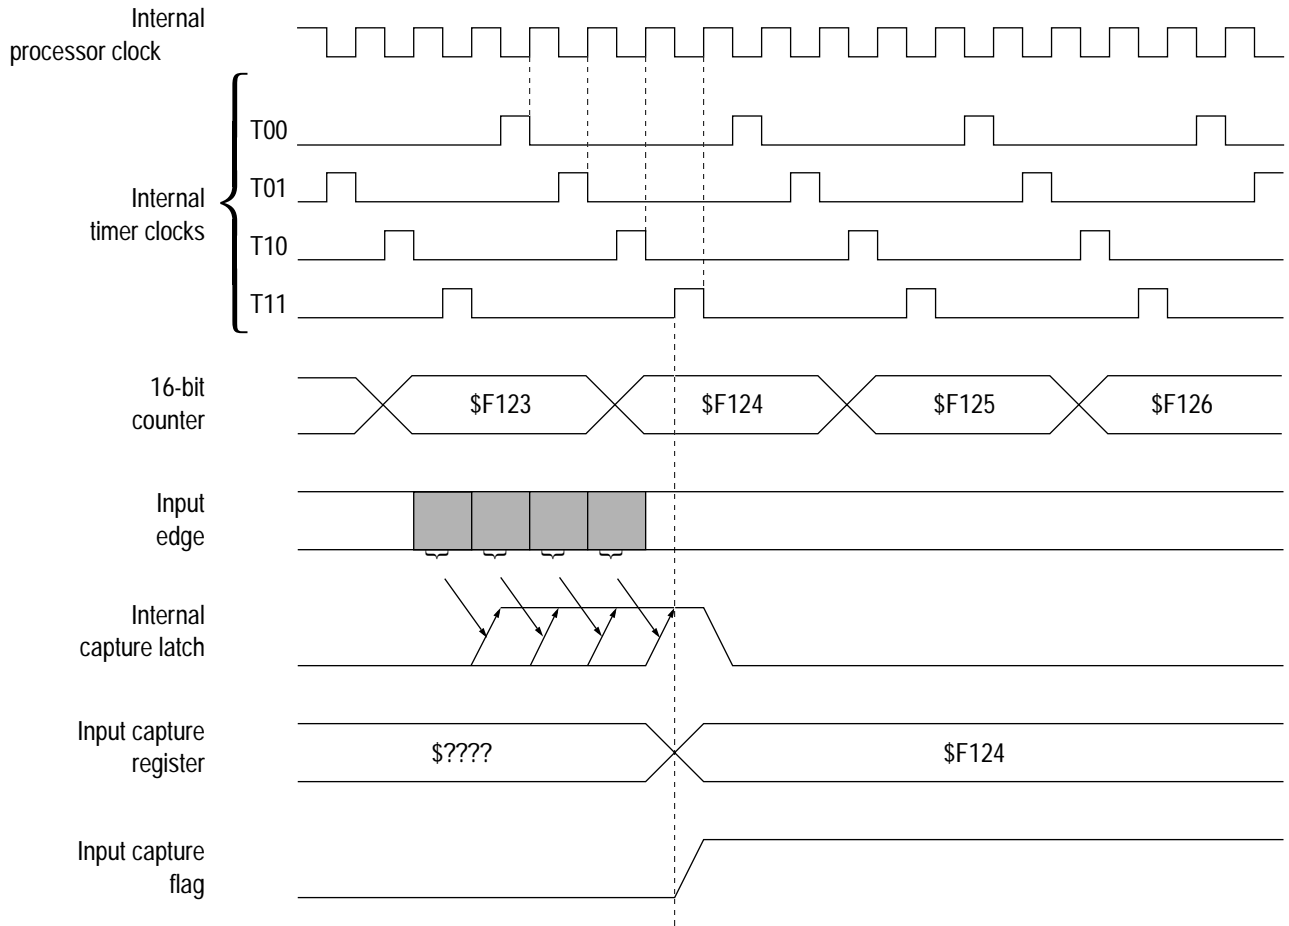 Internal
processor clock
T00
T01
Internal
timer clocks
T10
T11
16-bit
counter
$F123 $F124 $F125 $F126
Input
edge
Internal
capture latch
Input capture
register
$???? $F124
Input capture
flag